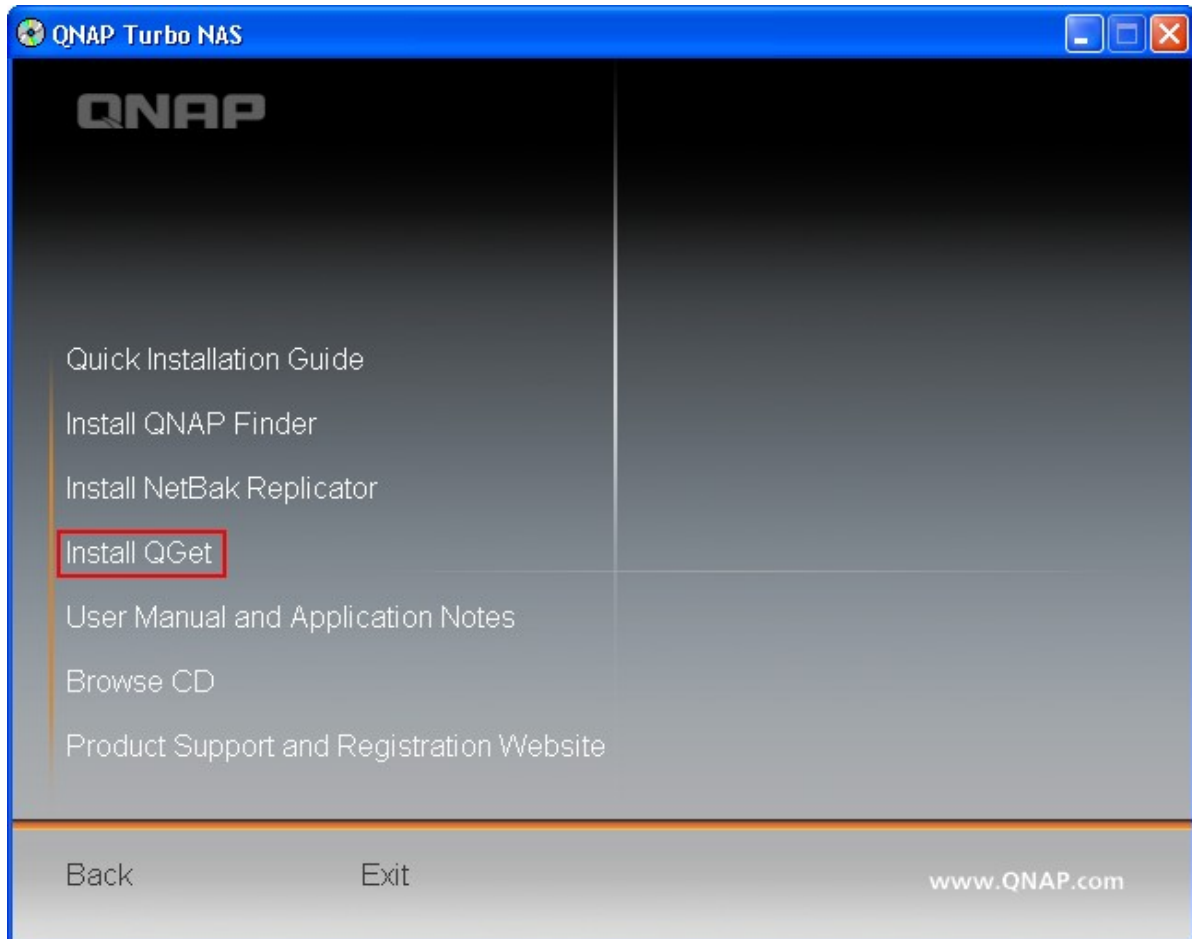 QNAP Turbo NAS
QNAP
Quick Installation Guide
Install QNAP Finder
Install NetBak Replicator
Install QGet
User Manual and Application Notes
Browse CD
Product Support and Registration Website
Back Exit www.QNAP.com